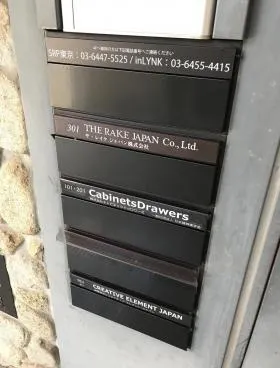 SRP東京：03-6447-5525 / inLYNK：03-6455-4415
301 THE RAKE JAPAN Co., Ltd.
ザ・レイク ジャパン株式会社
101・201 CabinetsDrawers
CREATIVE ELEMENT JAPAN